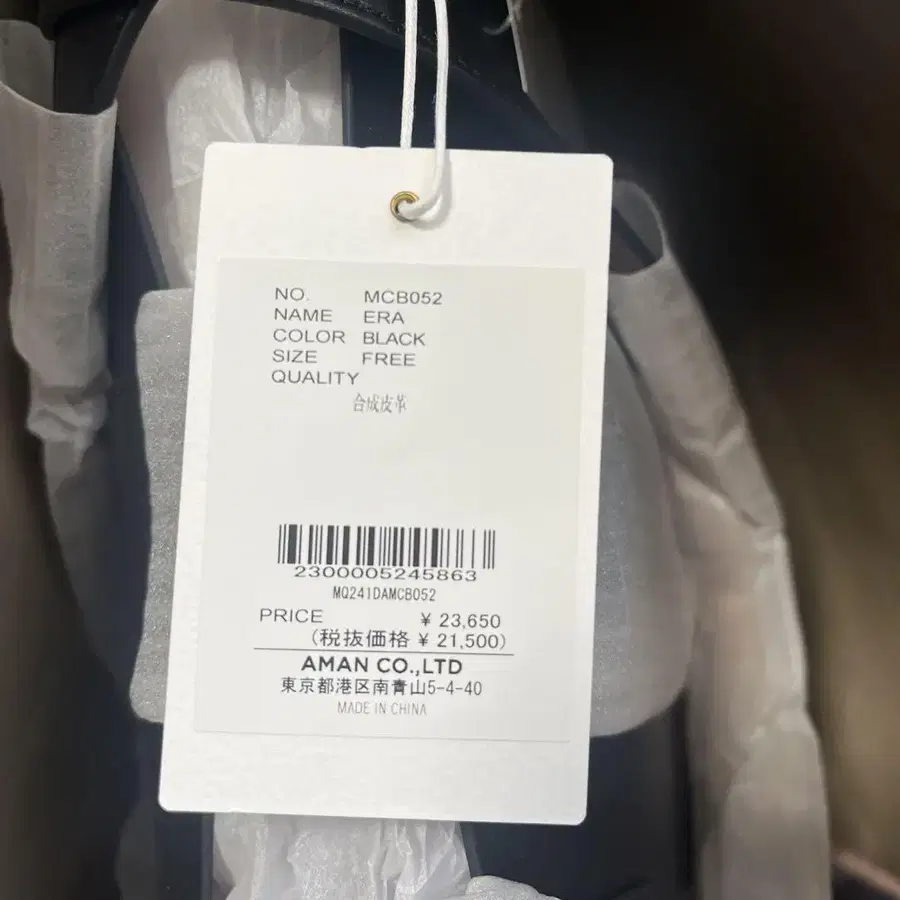 NO. MCB052
NAME ERA
COLOR BLACK
SIZE FREE
QUALITY
合成皮革
2300005245863
MQ241DAMCB052
PRICE ¥ 23,650
(税抜価格 ¥ 21,500)
AMAN CO.,LTD
東京都港区南青山5-4-40
MADE IN CHINA